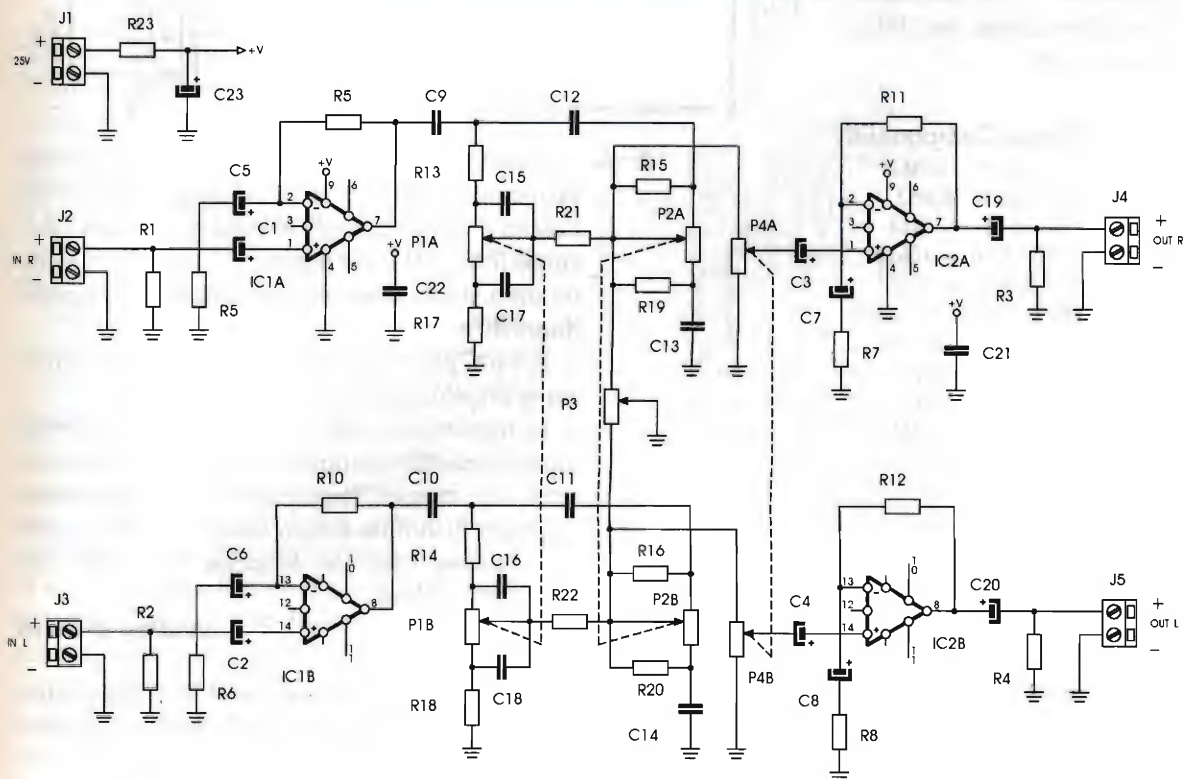 J1
R23
+
25V
−
+V
C23
R5
C9
C12
R11
R13
C5
+V
9
6
2
3
1
7
4
5
C1
IC1A
C15
R21
R15
P2A
P4A
+V
9
6
2
3
1
7
4
5
IC2A
C19
J4
+
OUT R
−
J2
+
IN R
−
R1
R5
+V
C22
P1A
R17
C17
R19
C13
C3
C7
R7
R3
+V
C21
P3
R10
C10
C11
R12
R14
C6
13
12
14
10
8
11
C16
R22
R16
P2B
C4
13
12
14
10
8
11
C20
J5
+
OUT L
−
J3
+
IN L
−
R2
C2
IC1B
R6
P1B
R18
C18
R20
C14
P4B
C8
IC2B
R8
R4